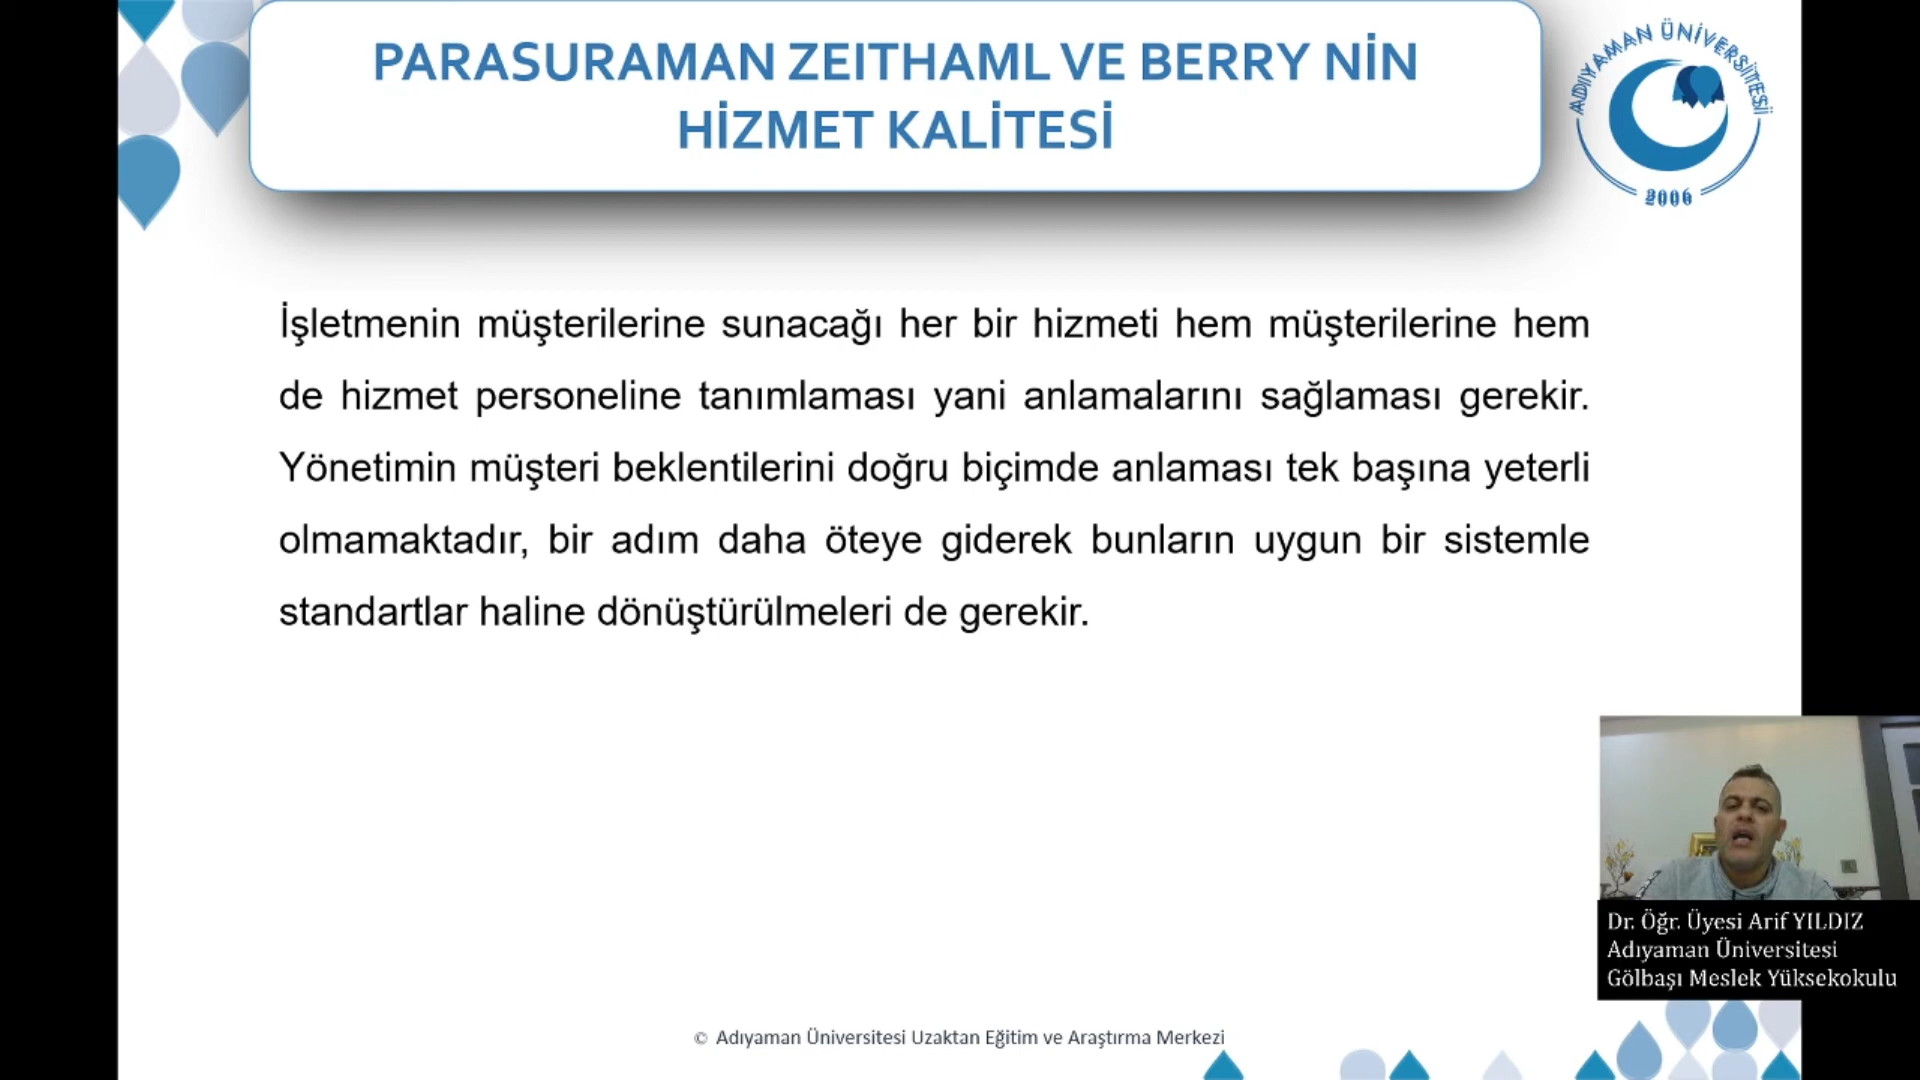 PARASURAMAN ZEITHAML VE BERRY NİN
HİZMET KALİTESİ
ADIYAMAN ÜNİVERSİTESİ
2006
İşletmenin müşterilerine sunacağı her bir hizmeti hem müşterilerine hem
de hizmet personeline tanımlaması yani anlamalarını sağlaması gerekir.
Yönetimin müşteri beklentilerini doğru biçimde anlaması tek başına yeterli
olmamaktadır, bir adım daha öteye giderek bunların uygun bir sistemle
standartlar haline dönüştürülmeleri de gerekir.
Dr. Öğr. Üyesi Arif YILDIZ
Adıyaman Üniversitesi
Gölbaşı Meslek Yüksekokulu
© Adıyaman Üniversitesi Uzaktan Eğitim ve Araştırma Merkezi